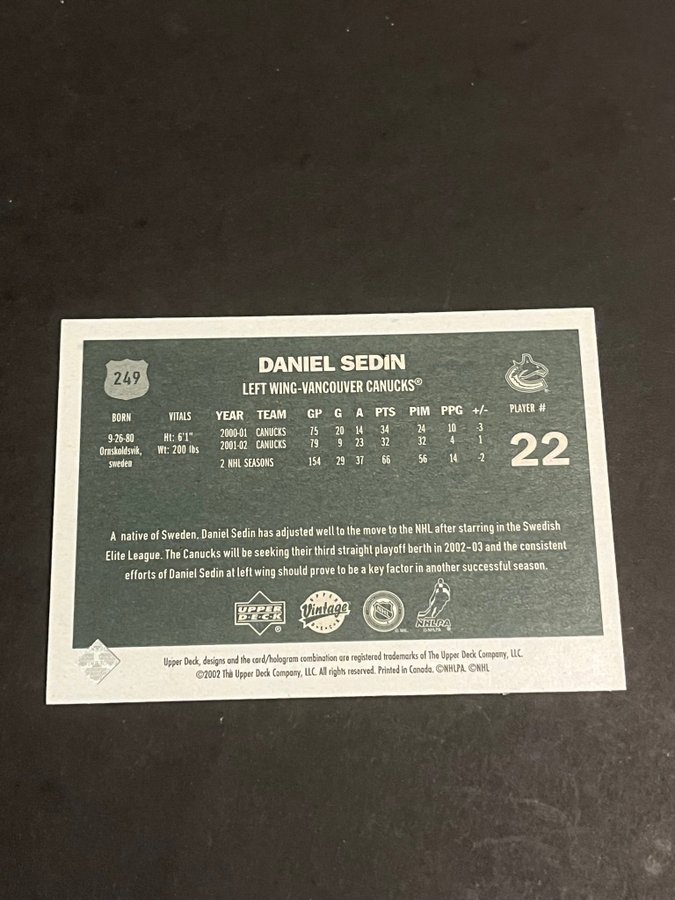 249
DANIEL SEDIN
LEFT WING-VANCOUVER CANUCKS®
BORN VITALS YEAR TEAM GP G A PTS PIM PPG +/- PLAYER #
9-26-80 Ht: 6'1" 2000-01 CANUCKS 75 20 14 34 24 10 -3
Ornskoldsvik, Wt: 200 lbs 2001-02 CANUCKS 79 9 23 32 32 4 1
sweden 2 NHL SEASONS 154 29 37 66 56 14 -2
22
A native of Sweden, Daniel Sedin has adjusted well to the move to the NHL after starring in the Swedish
Elite League. The Canucks will be seeking their third straight playoff berth in 2002-03 and the consistent
efforts of Daniel Sedin at left wing should prove to be a key factor in another successful season.
UPPER DECK ®
UPPER Vintage DECK
NHLPA
Upper Deck, designs and the card/hologram combination are registered trademarks of The Upper Deck Company, LLC.
©2002 The Upper Deck Company, LLC. All rights reserved. Printed in Canada. ©NHLPA. ©NHL